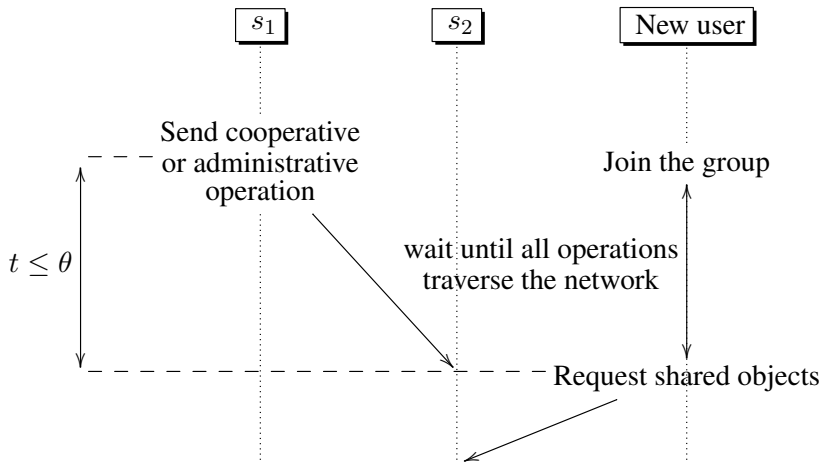 s₁ s₂ New user
Send cooperative
or administrative
operation
Join the group
wait until all operations
traverse the network
t ≤ θ
Request shared objects